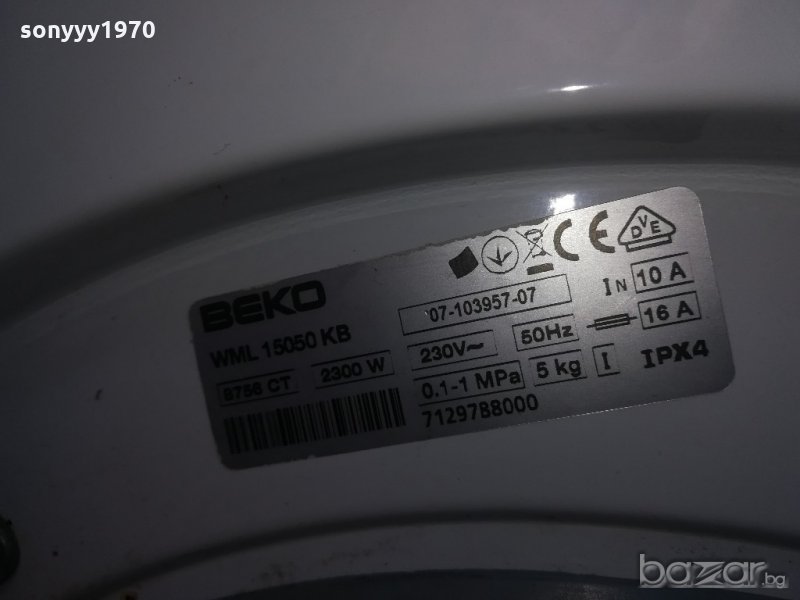 sonyyy1970
BEKO
WML 15050 KB
8756 CT
2300 W
07-103957-07
230V~
50Hz
0.1-1 MPa
5 kg
I
7129788000
DVE
IN 10 A
16 A
IPX4
bazar.bg